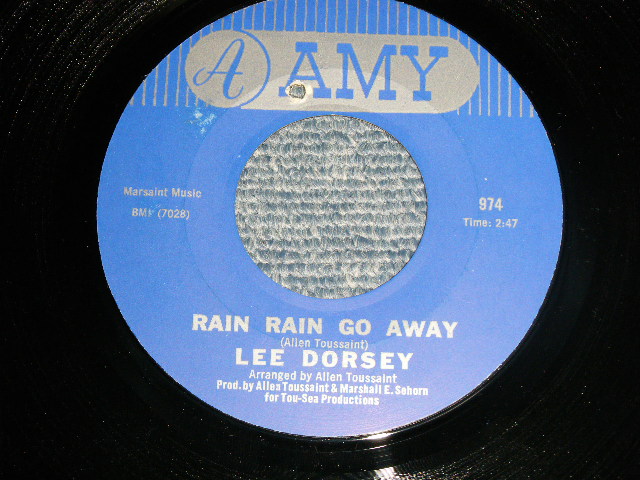 A AMY
Marsaint Music
BMI (7028)
974
Time: 2:47
RAIN RAIN GO AWAY
(Allen Toussaint)
LEE DORSEY
Arranged by Allen Toussaint
Prod. by Allen Toussaint & Marshall E. Sehorn
for Tou-Sea Productions